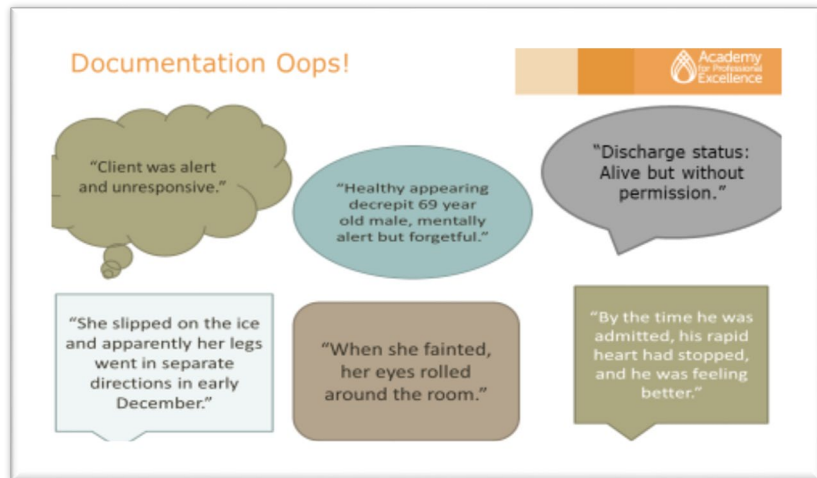 Documentation Oops!
Academy
for Professional
Excellence
“Client was alert
and unresponsive.”
“Healthy appearing
decrepit 69 year
old male, mentally
alert but forgetful.”
“Discharge status:
Alive but without
permission.”
“She slipped on the ice
and apparently her legs
went in separate
directions in early
December.”
“When she fainted,
her eyes rolled
around the room.”
“By the time he was
admitted, his rapid
heart had stopped,
and he was feeling
better.”